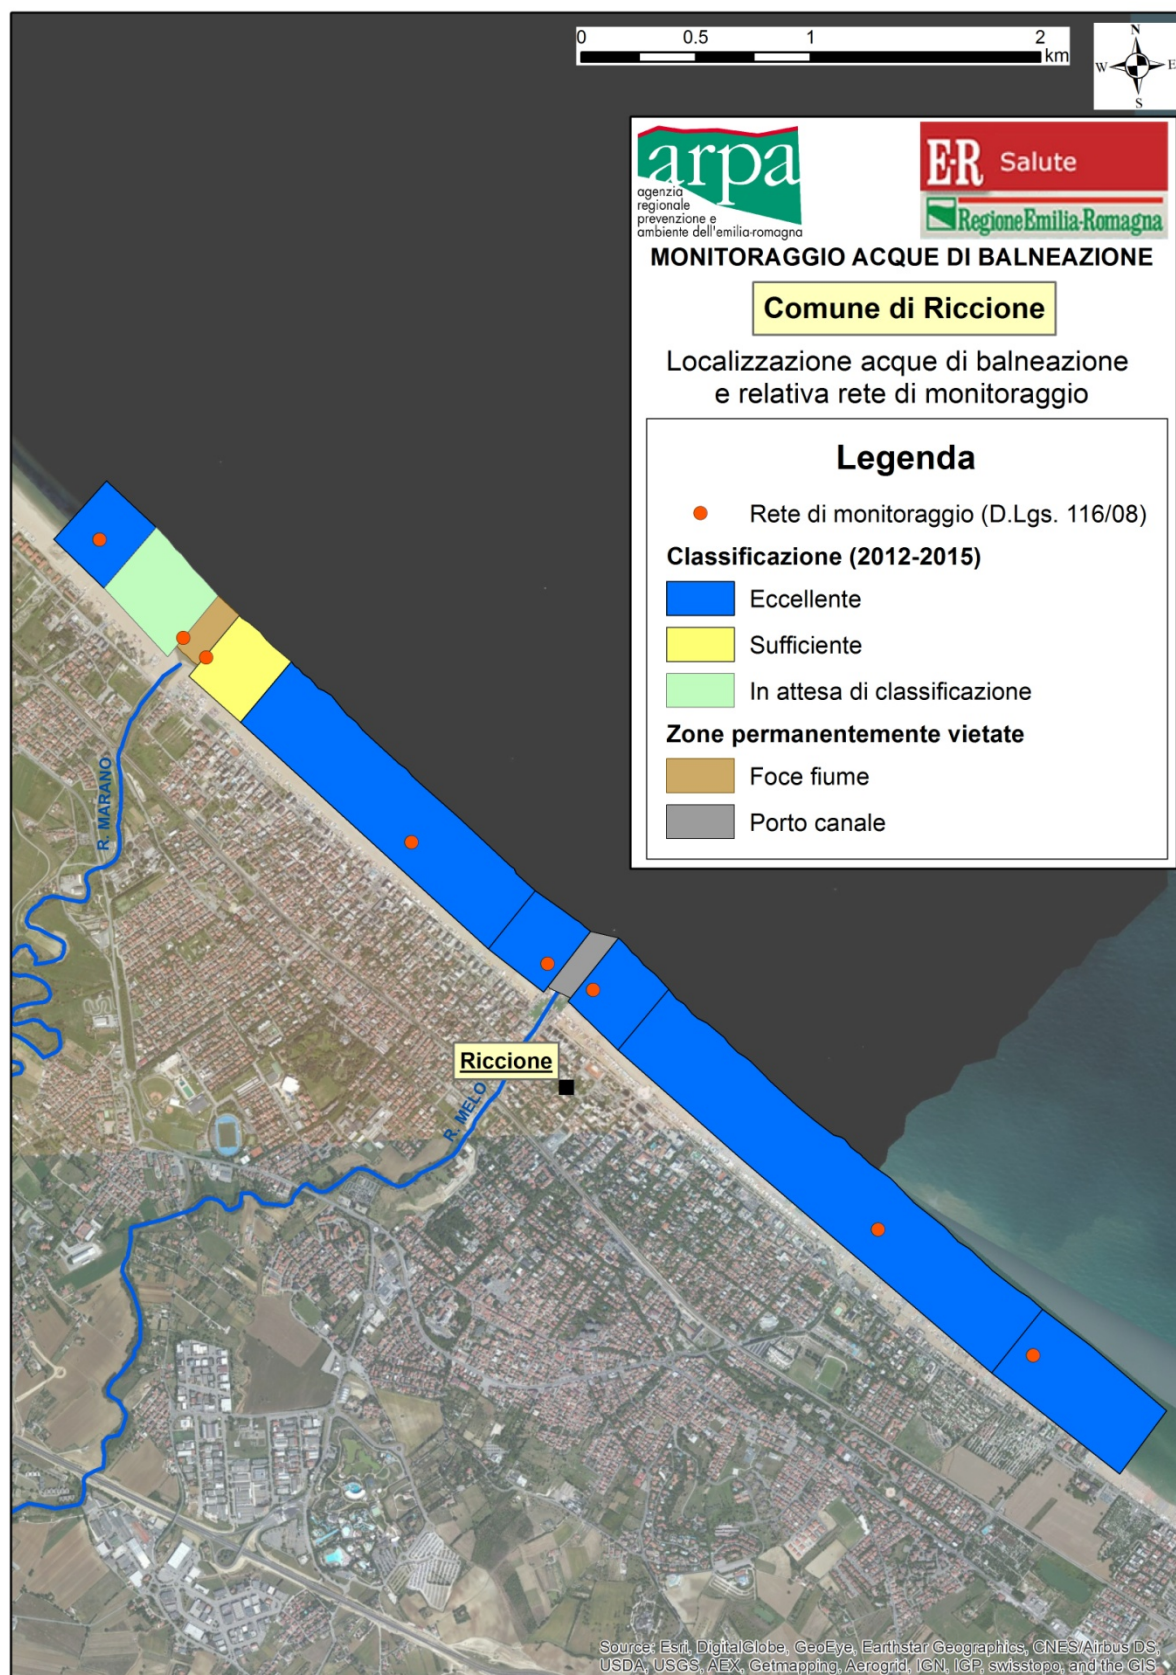 0 0.5 1 2
km
N
W E
S
arpa
agenzia
regionale
prevenzione e
ambiente dell'emilia-romagna
E·R Salute
RegioneEmilia-Romagna
MONITORAGGIO ACQUE DI BALNEAZIONE
Comune di Riccione
Localizzazione acque di balneazione
e relativa rete di monitoraggio
Legenda
Rete di monitoraggio (D.Lgs. 116/08)
Classificazione (2012-2015)
Eccellente
Sufficiente
In attesa di classificazione
Zone permanentemente vietate
Foce fiume
Porto canale
R. MARANO
Riccione
R. MELO
Source: Esri, DigitalGlobe, GeoEye, Earthstar Geographics, CNES/Airbus DS,
USDA, USGS, AEX, Getmapping, Aerogrid, IGN, IGP, swisstopo, and the GIS